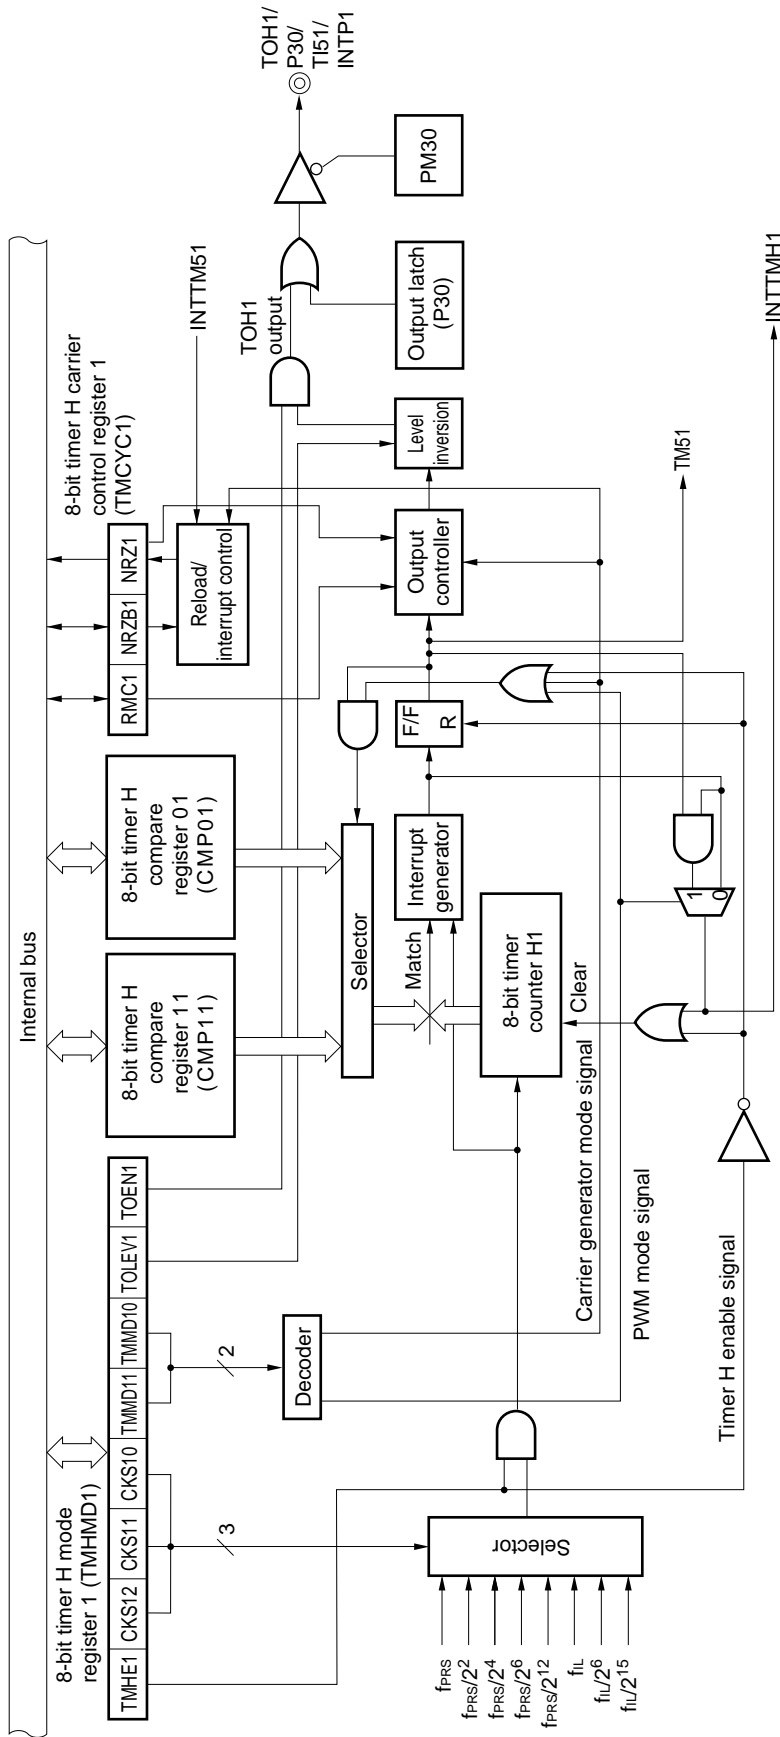 Internal bus
8-bit timer H mode
register 1 (TMHMD1)
TMHE1
CKS12
CKS11
CKS10
TMMD11
TMMD10
TOLEV1
TOEN1
8-bit timer H
compare
register 11
(CMP11)
8-bit timer H
compare
register 01
(CMP01)
8-bit timer H carrier
control register 1
(TMCYC1)
RMC1
NRZB1
NRZ1
Reload/
interrupt control
INTTM51
TOH1
output
TOH1/
P30/
TI51/
INTP1
3
2
Decoder
Selector
Match
Interrupt
generator
F/F
R
Output
controller
Level
inversion
Output latch
(P30)
PM30
fPRS
fPRS/2²
fPRS/2⁴
fPRS/2⁶
fPRS/2¹²
fIL
fIL/2⁶
fIL/2¹⁵
Selector
8-bit timer
counter H1
Clear
Carrier generator mode signal
PWM mode signal
Timer H enable signal
1
0
TM51
INTTMH1